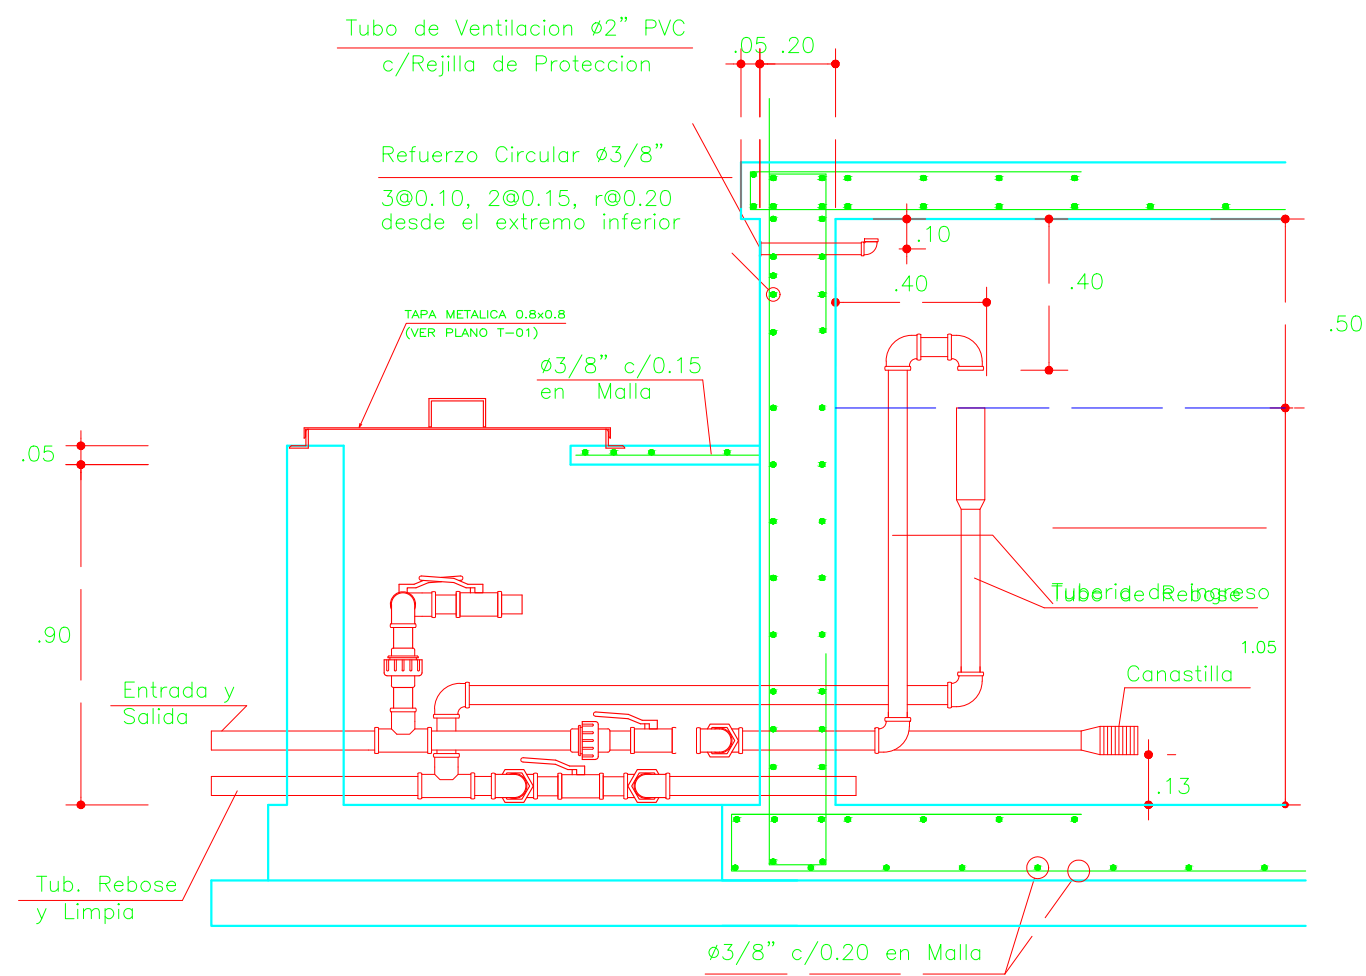 Tubo de Ventilacion ø2" PVC
c/Rejilla de Proteccion
.05 .20
Refuerzo Circular ø3/8"
3@0.10, 2@0.15, r@0.20
desde el extremo inferior
.10
.40
.40
.50
TAPA METALICA 0.8x0.8
(VER PLANO T-01)
ø3/8" c/0.15
en Malla
.05
.90
Tuberia de Ingreso
Tubo de Rebose
1.05
Canastilla
Entrada y
Salida
.13
Tub. Rebose
y Limpia
ø3/8" c/0.20 en Malla